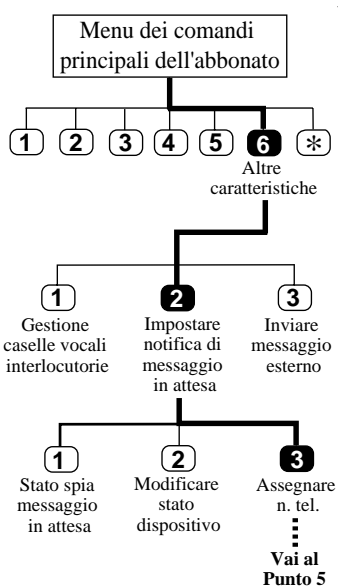 Menu dei comandi
principali dell'abbonato
1 2 3 4 5 6 *
Altre
caratteristiche
1 2 3
Gestione
caselle vocali
interlocutorie
Impostare
notifica di
messaggio
in attesa
Inviare
messaggio
esterno
1 2 3
Stato spia
messaggio
in attesa
Modificare
stato
dispositivo
Assegnare
n. tel.
Vai al
Punto 5